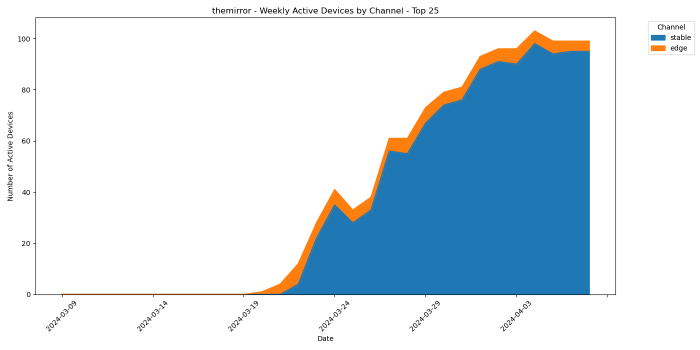 themirror - Weekly Active Devices by Channel - Top 25
Channel
stable
edge
Number of Active Devices
100
80
60
40
20
0
2024-03-09
2024-03-14
2024-03-19
2024-03-24
2024-03-29
2024-04-03
Date